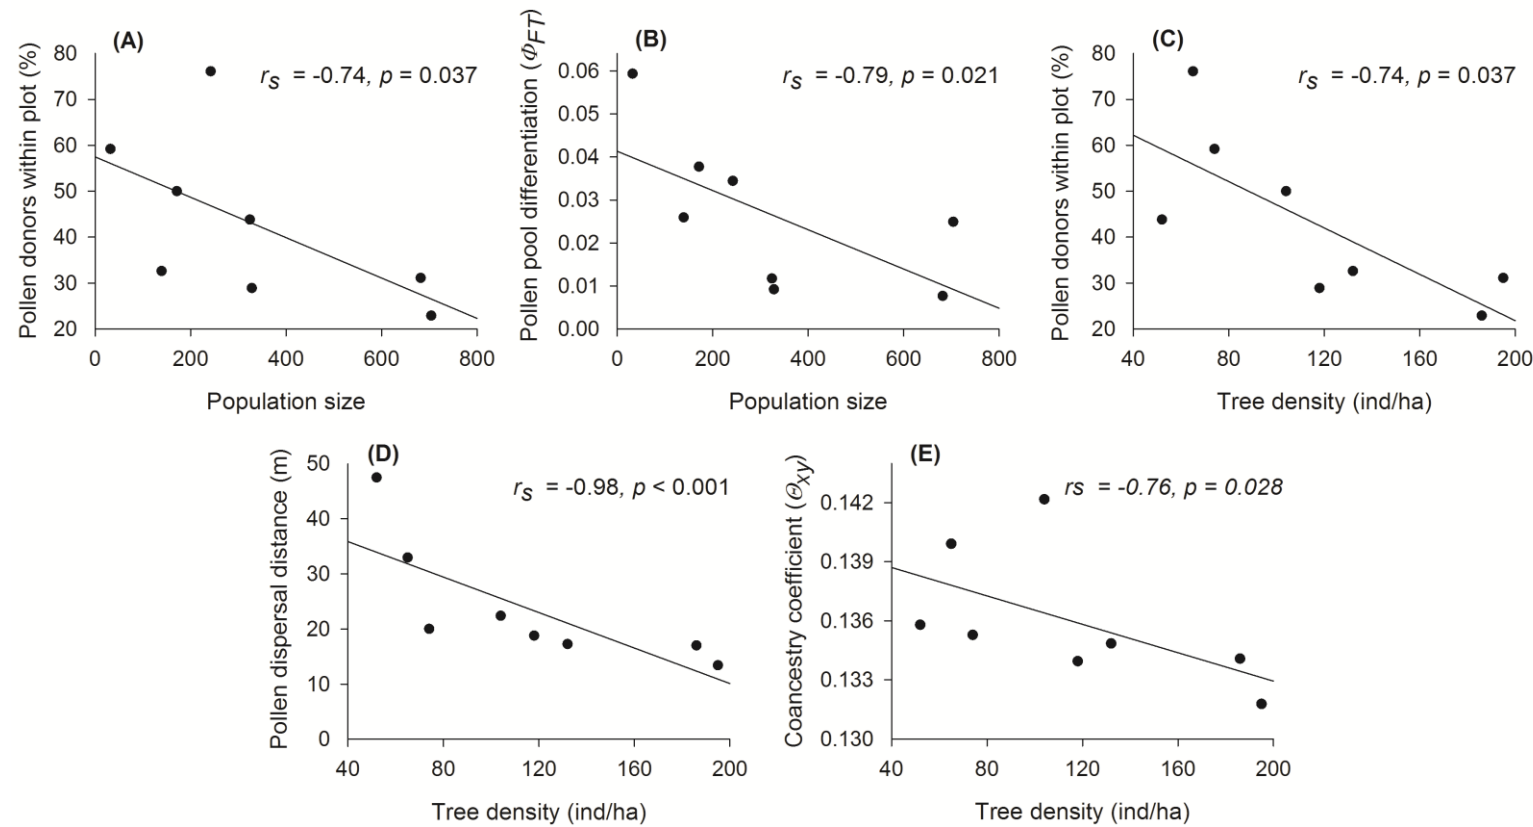 (A)
rs = -0.74, p = 0.037
Pollen donors within plot (%)
80
70
60
50
40
30
20
0 200 400 600 800
Population size
(B)
rs = -0.79, p = 0.021
Pollen pool differentiation (ΦFT)
0.06
0.05
0.04
0.03
0.02
0.01
0.00
0 200 400 600 800
Population size
(C)
rs = -0.74, p = 0.037
Pollen donors within plot (%)
80
70
60
50
40
30
20
40 80 120 160 200
Tree density (ind/ha)
(D)
rs = -0.98, p < 0.001
Pollen dispersal distance (m)
50
40
30
20
10
0
40 80 120 160 200
Tree density (ind/ha)
(E)
rs = -0.76, p = 0.028
Coancestry coefficient (Θxy)
0.142
0.139
0.136
0.133
0.130
40 80 120 160 200
Tree density (ind/ha)